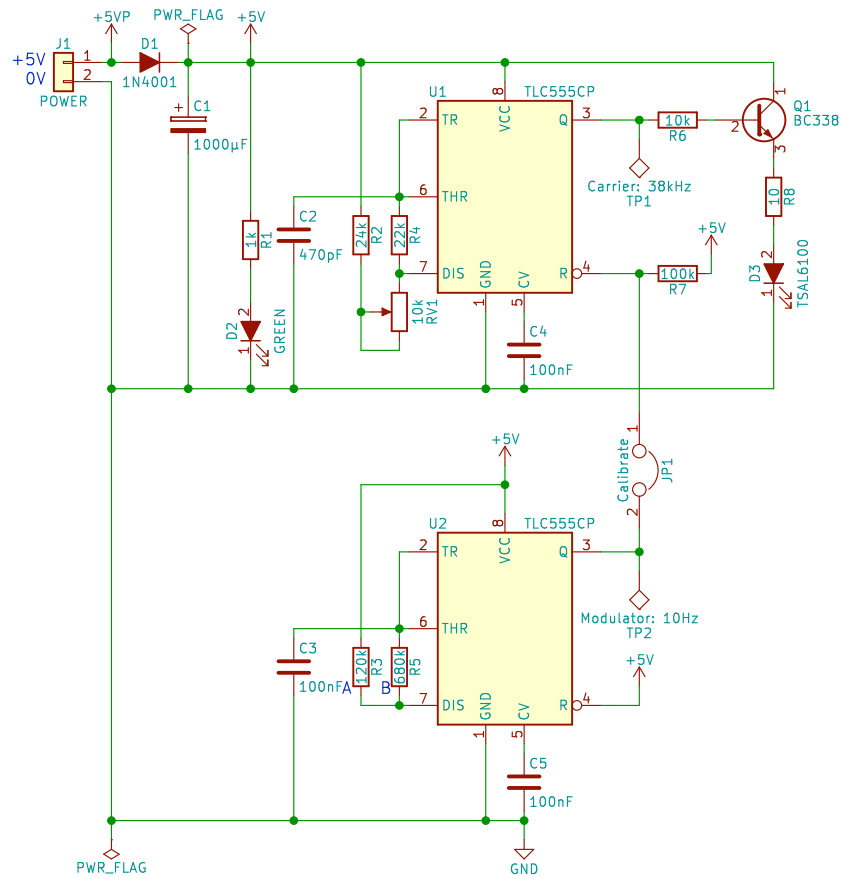 +5VP
PWR_FLAG
+5V
J1
+5V
0V
1
2
POWER
D1
1N4001
C1
+
1000µF
1k
R1
D2
2
1
GREEN
C2
470pF
24k
R2
22k
R4
10k
RV1
U1
TLC555CP
8
VCC
2
TR
6
THR
7
DIS
Q
3
R
4
GND
1
CV
5
C4
100nF
10k
R6
Carrier: 38kHz
TP1
Q1
BC338
1
2
3
10
R8
+5V
100k
R7
D3
2
1
TSAL6100
1
Calibrate
JP1
2
+5V
U2
TLC555CP
8
VCC
2
TR
6
THR
7
DIS
Q
3
R
4
GND
1
CV
5
Modulator: 10Hz
TP2
+5V
C3
100nF
A
120k
R3
B
680k
R5
C5
100nF
PWR_FLAG
GND